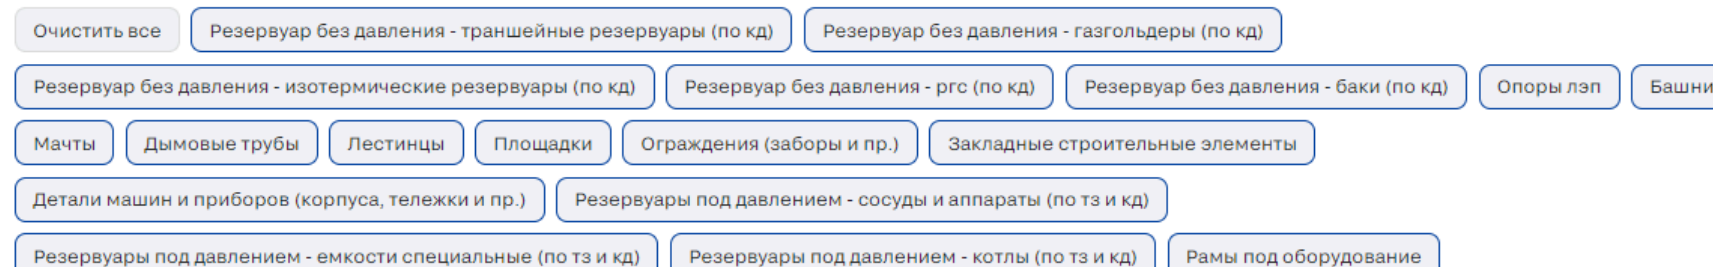 Очистить все Резервуар без давления - траншейные резервуары (по кд) Резервуар без давления - газгольдеры (по кд)
Резервуар без давления - изотермические резервуары (по кд) Резервуар без давления - ргс (по кд) Резервуар без давления - баки (по кд) Опоры лэп Башни
Мачты Дымовые трубы Лестинцы Площадки Ограждения (заборы и пр.) Закладные строительные элементы
Детали машин и приборов (корпуса, тележки и пр.) Резервуары под давлением - сосуды и аппараты (по тз и кд)
Резервуары под давлением - емкости специальные (по тз и кд) Резервуары под давлением - котлы (по тз и кд) Рамы под оборудование